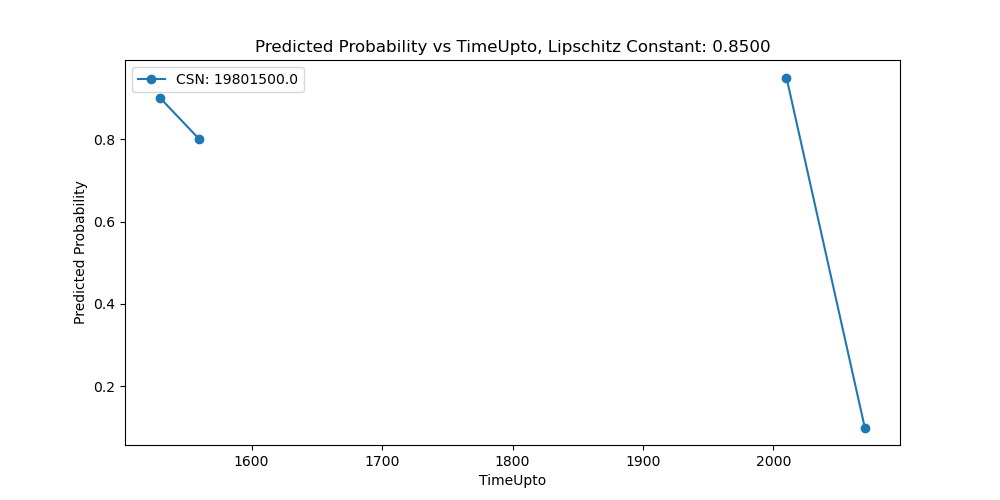 Predicted Probability vs TimeUpto, Lipschitz Constant: 0.8500
CSN: 19801500.0
Predicted Probability
0.8
0.6
0.4
0.2
1600 1700 1800 1900 2000
TimeUpto